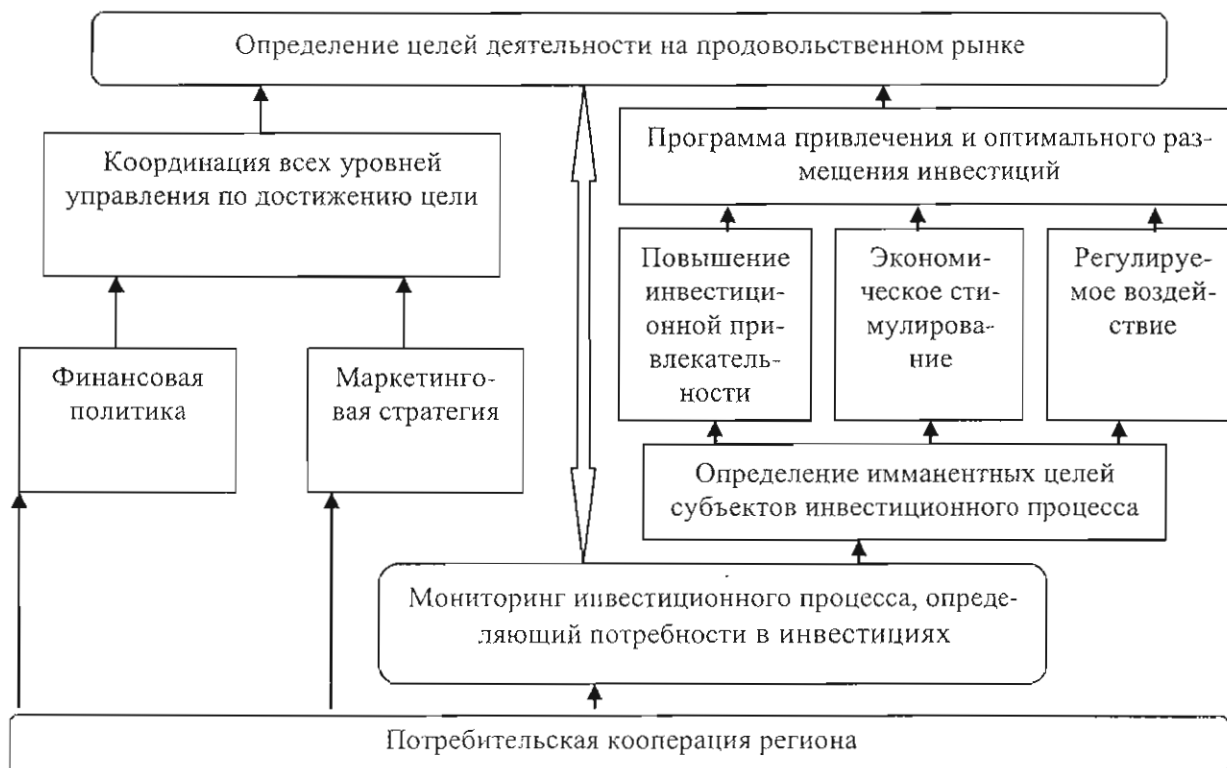 Определение целей деятельности на продовольственном рынке
Координация всех уровней
управления по достижению цели
Программа привлечения и оптимального раз-
мещения инвестиций
Повышение
инвестици-
онной при-
влекатель-
ности
Экономи-
ческое сти-
мулирова-
ние
Регулируе-
мое воздей-
ствие
Финансовая
политика
Маркетинго-
вая стратегия
Определение имманентных целей
субъектов инвестиционного процесса
Мониторинг инвестиционного процесса, опреде-
ляющий потребности в инвестициях
Потребительская кооперация региона